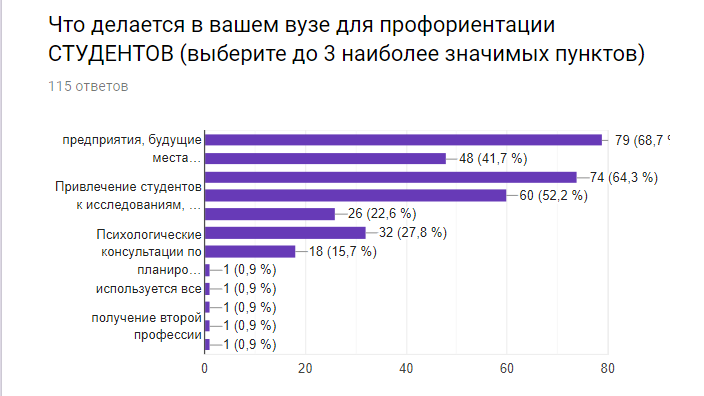 Что делается в вашем вузе для профориентации
СТУДЕНТОВ (выберите до 3 наиболее значимых пунктов)
115 ответов
предприятия, будущие
места…
Привлечение студентов
к исследованиям, …
Психологические
консультации по
планиро…
используется все
получение второй
профессии
79 (68,7 %
48 (41,7 %)
74 (64,3 %)
60 (52,2 %)
26 (22,6 %)
32 (27,8 %)
18 (15,7 %)
1 (0,9 %)
1 (0,9 %)
1 (0,9 %)
1 (0,9 %)
1 (0,9 %)
0 20 40 60 80